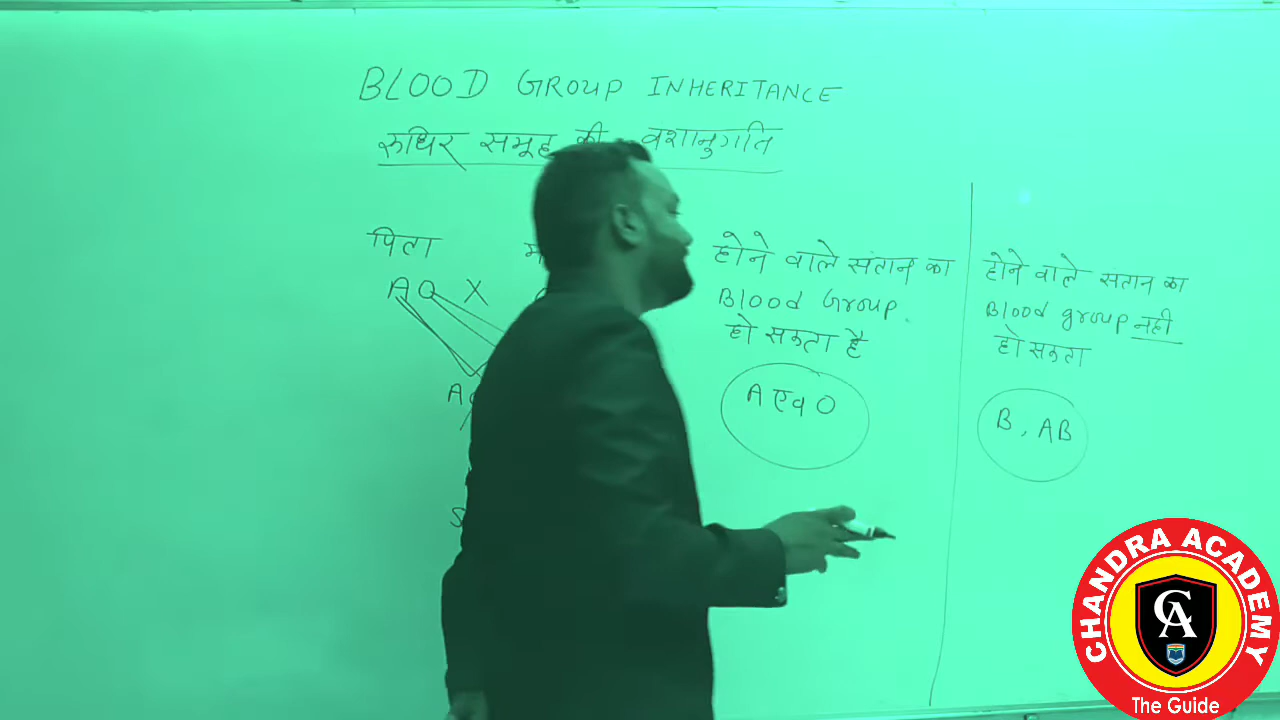 BLOOD GROUP INHERITANCE
रुधिर समूह की वशानुगति
पिता
AO X
A
होने वाले संतान का
Blood Group.
हो सकता है
A एव O
होने वाले संतान का
Blood group नही
हो सकता
B, AB
CHANDRA ACADEMY
CA
The Guide